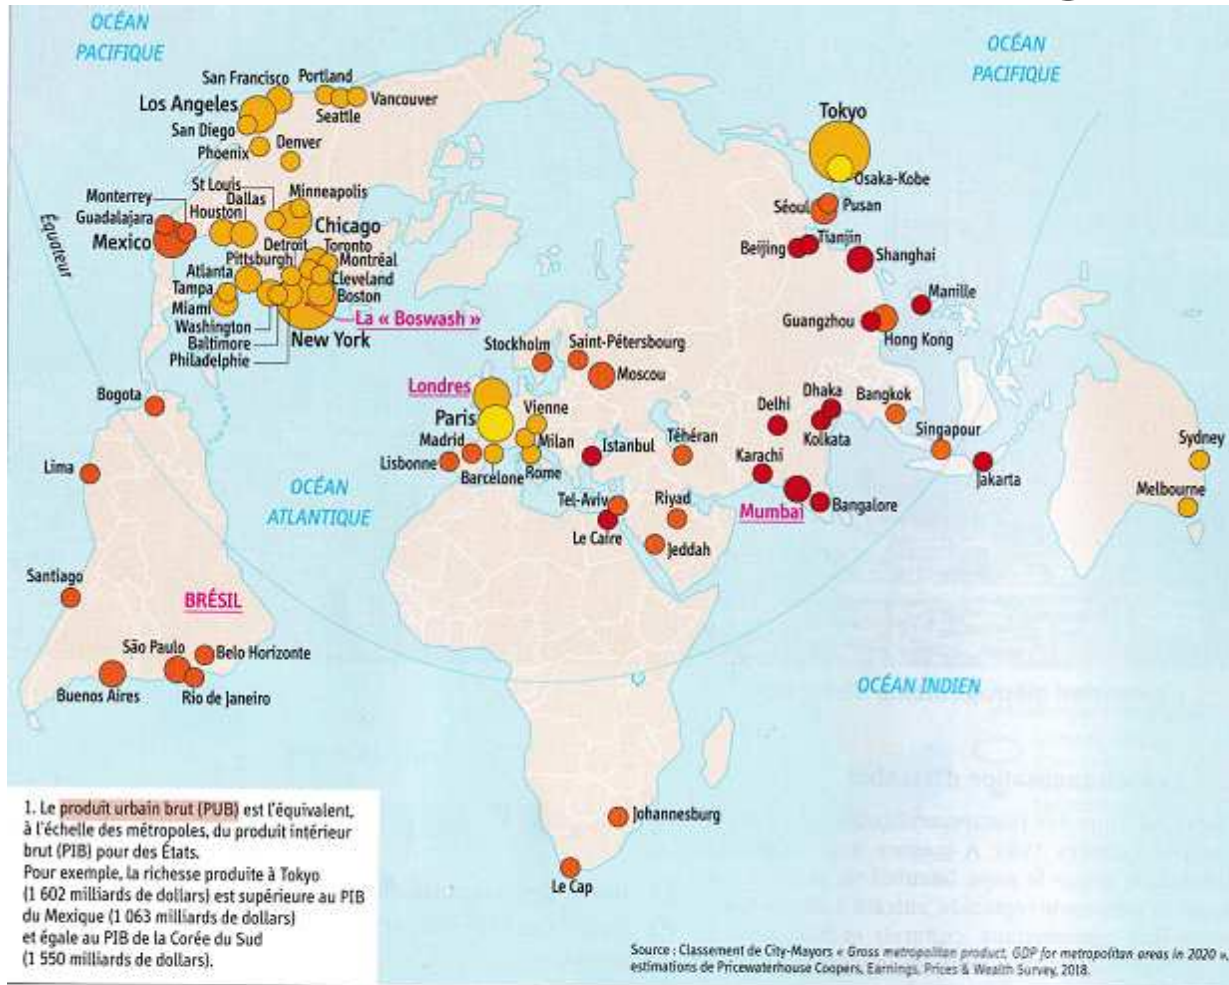 OCÉAN
PACIFIQUE
OCÉAN
PACIFIQUE
San Francisco
Portland
Los Angeles
Vancouver
Seattle
San Diego
Phoenix
Denver
Tokyo
Osaka-Kobe
St Louis
Minneapolis
Monterrey
Dallas
Guadalajara
Houston
Chicago
Mexico
Équateur
Detroit
Toronto
Pittsburgh
Montréal
Atlanta
Cleveland
Tampa
Boston
Miami
La « Boswash »
Washington
Baltimore
New York
Philadelphie
Séoul
Pusan
Beijing
Tianjin
Shanghai
Manille
Guangzhou
Hong Kong
Stockholm
Saint-Pétersbourg
Moscou
Londres
Bogota
Paris
Vienne
Madrid
Milan
Istanbul
Téhéran
Lisbonne
Barcelone
Rome
Delhi
Dhaka
Bangkok
Kolkata
Singapour
Karachi
Jakarta
Sydney
Melbourne
Lima
OCÉAN
ATLANTIQUE
Tel-Aviv
Riyad
Mumbai
Bangalore
Le Caire
Jeddah
Santiago
BRÉSIL
São Paulo
Belo Horizonte
Buenos Aires
Rio de Janeiro
OCÉAN INDIEN
Johannesburg
Le Cap
1. Le produit urbain brut (PUB) est l'équivalent,
à l'échelle des métropoles, du produit intérieur
brut (PIB) pour des États.
Pour exemple, la richesse produite à Tokyo
(1 602 milliards de dollars) est supérieure au PIB
du Mexique (1 063 milliards de dollars)
et égale au PIB de la Corée du Sud
(1 550 milliards de dollars).
Source : Classement de City-Mayors « Gross metropolitan product, GDP for metropolitan areas in 2020 »,
estimations de Pricewaterhouse Coopers, Earnings, Prices & Wealth Survey, 2018.